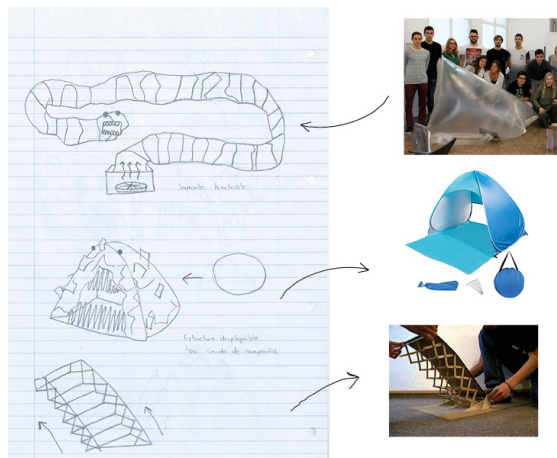 Serpiente hinchable
Estructura desplegable
tipo tienda de campaña